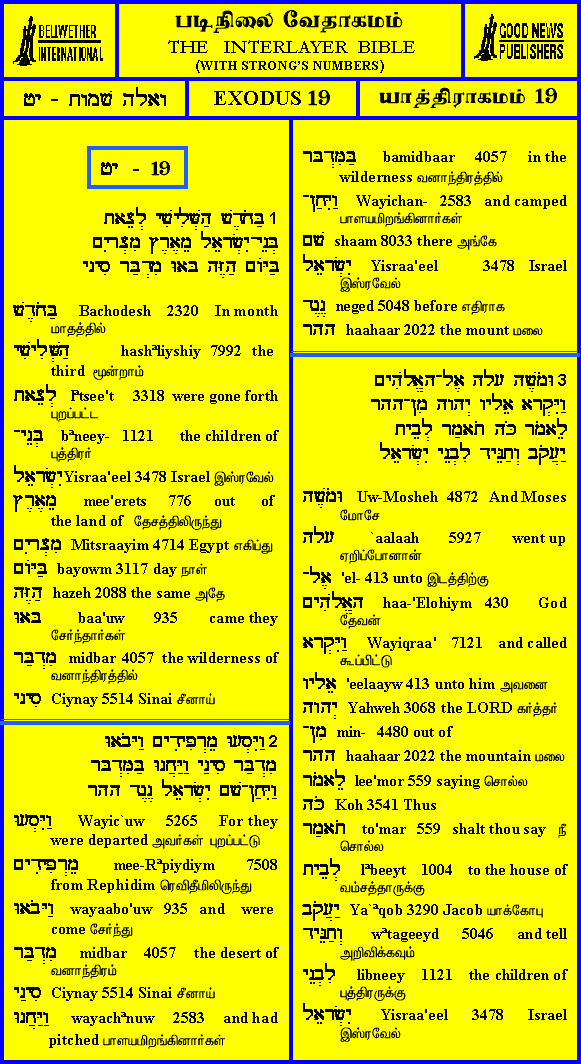 BELLWETHER
INTERNATIONAL
படிநிலை வேதாகமம்
THE INTERLAYER BIBLE
(WITH STRONG'S NUMBERS)
GOOD NEWS
PUBLISHERS
ואלה שמות - יט
EXODUS 19
யாத்திராகமம் 19
יט - 19
1 בַּחֹדֶשׁ הַשְּׁלִישִׁי לְצֵאת
בְּנֵי־יִשְׂרָאֵל מֵאֶרֶץ מִצְרָיִם
בַּיּוֹם הַזֶּה בָּאוּ מִדְבַּר סִינָי
בַּחֹדֶשׁ Bachodesh 2320 In month
மாதத்தில்
הַשְּׁלִישִׁי hashªliyshiy 7992 the
third மூன்றாம்
לְצֵאת lªtsee't 3318 were gone forth
புறப்பட்ட
בְּנֵי־ bªneey- 1121 the children of
புத்திரர்
יִשְׂרָאֵל Yisraa'eel 3478 Israel இஸ்ரவேல்
מֵאֶרֶץ mee'erets 776 out of
the land of தேசத்திலிருந்து
מִצְרָיִם Mitsraayim 4714 Egypt எகிப்து
בַּיּוֹם bayowm 3117 day நாள்
הַזֶּה hazeh 2088 the same அதே
בָּאוּ baa'uw 935 came they
சேர்ந்தார்கள்
מִדְבַּר midbar 4057 the wilderness of
வனாந்திரத்தில்
סִינָי Ciynay 5514 Sinai சீனாய்
2 וַיִּסְעוּ מֵרְפִידִים וַיָּבֹאוּ
מִדְבַּר סִינַי וַיַּחֲנוּ בַּמִּדְבָּר
וַיִּחַן־שָׁם יִשְׂרָאֵל נֶגֶד הָהָר
וַיִּסְעוּ Wayic`uw 5265 For they
were departed அவர்கள் புறப்பட்டு
מֵרְפִידִים mee-Rªpiydiym 7508
from Rephidim ரெவிதீமிலிருந்து
וַיָּבֹאוּ wayaabo'uw 935 and were
come சேர்ந்து
מִדְבַּר midbar 4057 the desert of
வனாந்திரம்
סִינַי Ciynay 5514 Sinai சீனாய்
וַיַּחֲנוּ wayachªnuw 2583 and had
pitched பாளயமிறங்கினார்கள்
בַּמִּדְבָּר bamidbaar 4057 in the
wilderness வனாந்திரத்தில்
וַיִּחַן־ Wayichan- 2583 and camped
பாளயமிறங்கினார்கள்
שָׁם shaam 8033 there அங்கே
יִשְׂרָאֵל Yisraa'eel 3478 Israel
இஸ்ரவேல்
נֶגֶד neged 5048 before எதிராக
הָהָר haahaar 2022 the mount மலை
3 וּמֹשֶׁה עָלָה אֶל־הָאֱלֹהִים
וַיִּקְרָא אֵלָיו יְהוָה מִן־הָהָר
לֵאמֹר כֹּה תֹאמַר לְבֵית
יַעֲקֹב וְתַגֵּיד לִבְנֵי יִשְׂרָאֵל
וּמֹשֶׁה Uw-Mosheh 4872 And Moses
மோசே
עָלָה `aalaah 5927 went up
ஏறிப்போனான்
אֶל־ 'el- 413 unto இடத்திற்கு
הָאֱלֹהִים haa-'Elohiym 430 God
தேவன்
וַיִּקְרָא Wayiqraa' 7121 and called
கூப்பிட்டு
אֵלָיו 'eelaayw 413 unto him அவனை
יְהוָה Yahweh 3068 the LORD கர்த்தர்
מִן־ min- 4480 out of
הָהָר haahaar 2022 the mountain மலை
לֵאמֹר lee'mor 559 saying சொல்ல
כֹּה Koh 3541 Thus
תֹאמַר to'mar 559 shalt thou say நீ
சொல்ல
לְבֵית lªbeeyt 1004 to the house of
வம்சத்தாருக்கு
יַעֲקֹב Ya`ªqob 3290 Jacob யாக்கோபு
וְתַגֵּיד wªtageeyd 5046 and tell
அறிவிக்கவும்
לִבְנֵי libneey 1121 the children of
புத்திரருக்கு
יִשְׂרָאֵל Yisraa'eel 3478 Israel
இஸ்ரவேல்